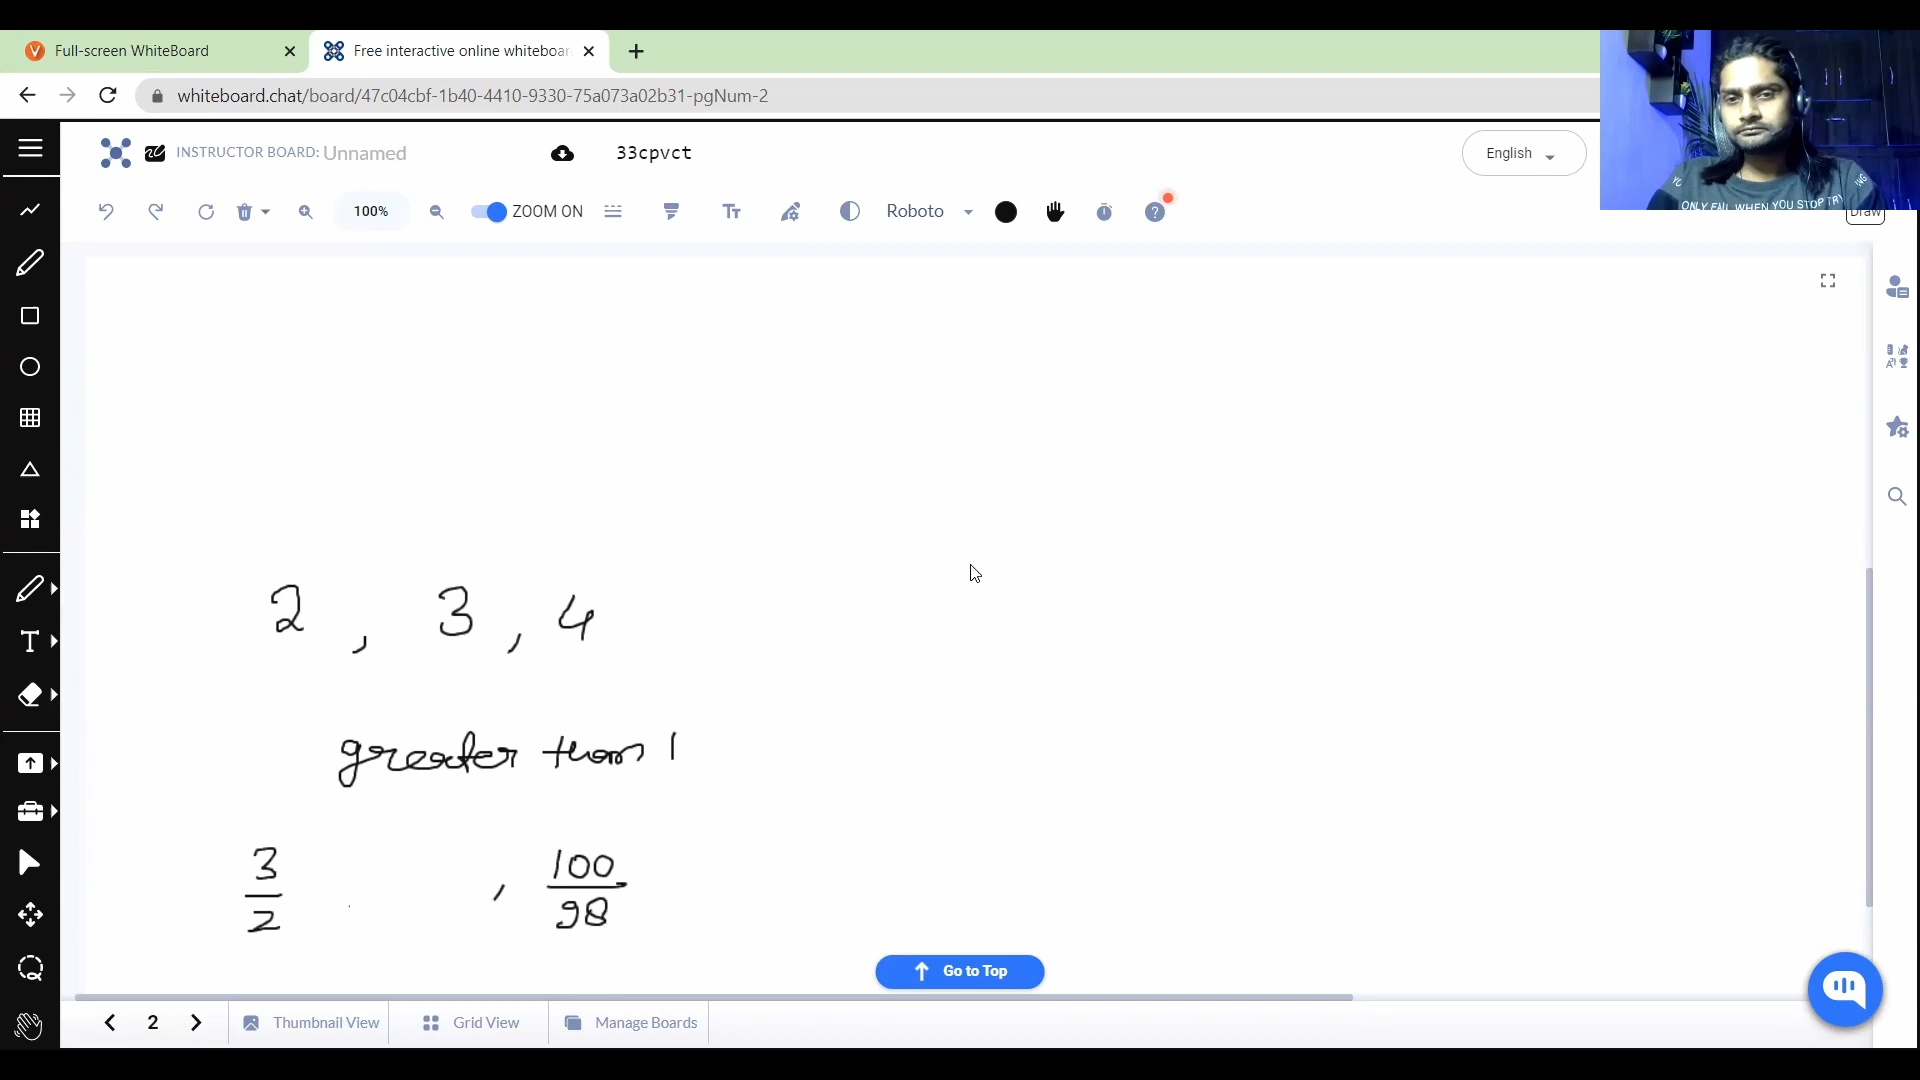 Full-screen WhiteBoard
Free interactive online whiteboar
whiteboard.chat/board/47c04cbf-1b40-4410-9330-75a073a02b31-pgNum-2
INSTRUCTOR BOARD: Unnamed
33cpvct
English
100%
ZOOM ON
Roboto
Draw
ONLY FAIL WHEN YOU STOP TRY
2 , 3 , 4
greater than 1
3/2 , 100/98
Go to Top
2
Thumbnail View
Grid View
Manage Boards